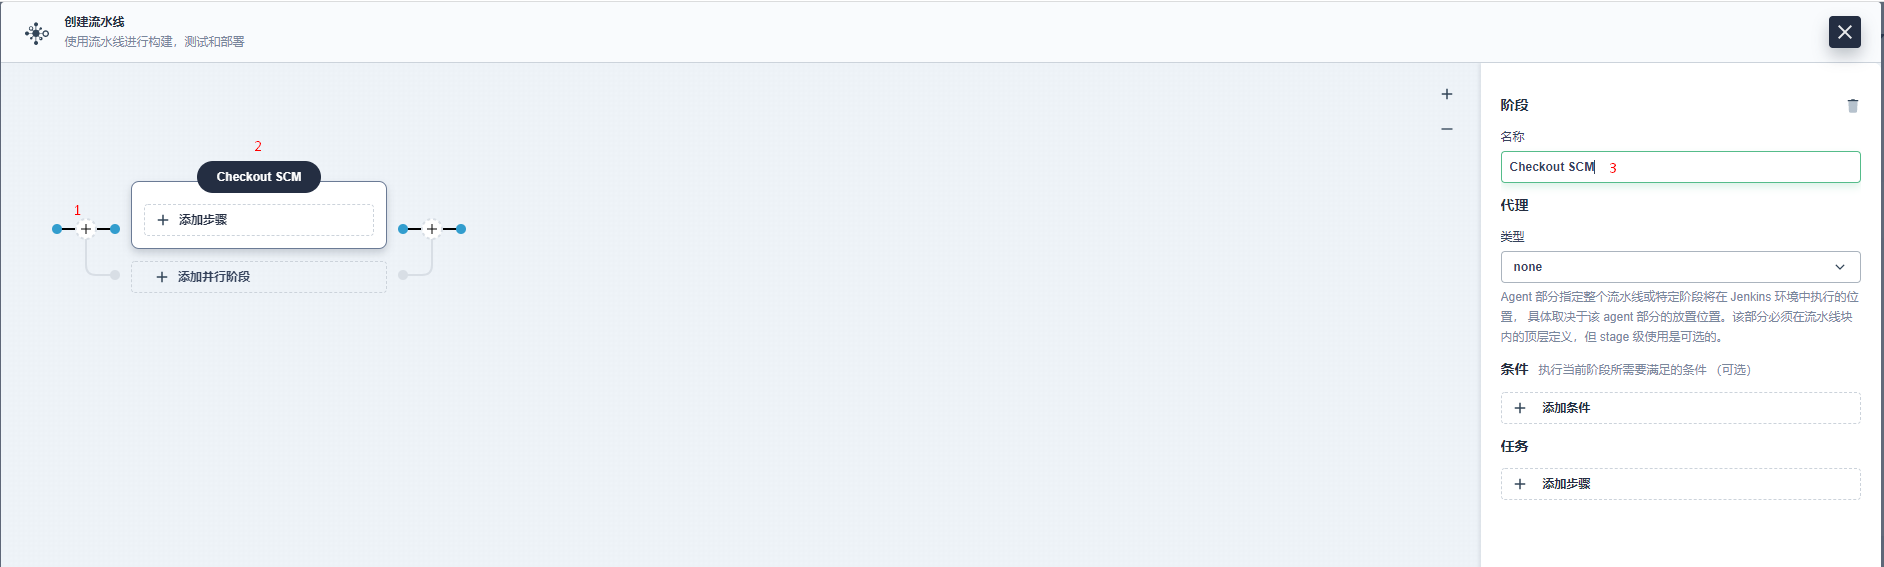 创建流水线
使用流水线进行构建，测试和部署
2
Checkout SCM
1
添加步骤
添加并行阶段
阶段
名称
Checkout SCM 3
代理
类型
none
Agent 部分指定整个流水线或特定阶段将在 Jenkins 环境中执行的位
置， 具体取决于该 agent 部分的放置位置。该部分必须在流水线块
内的顶层定义，但 stage 级使用是可选的。
条件 执行当前阶段所需要满足的条件 （可选）
添加条件
任务
添加步骤